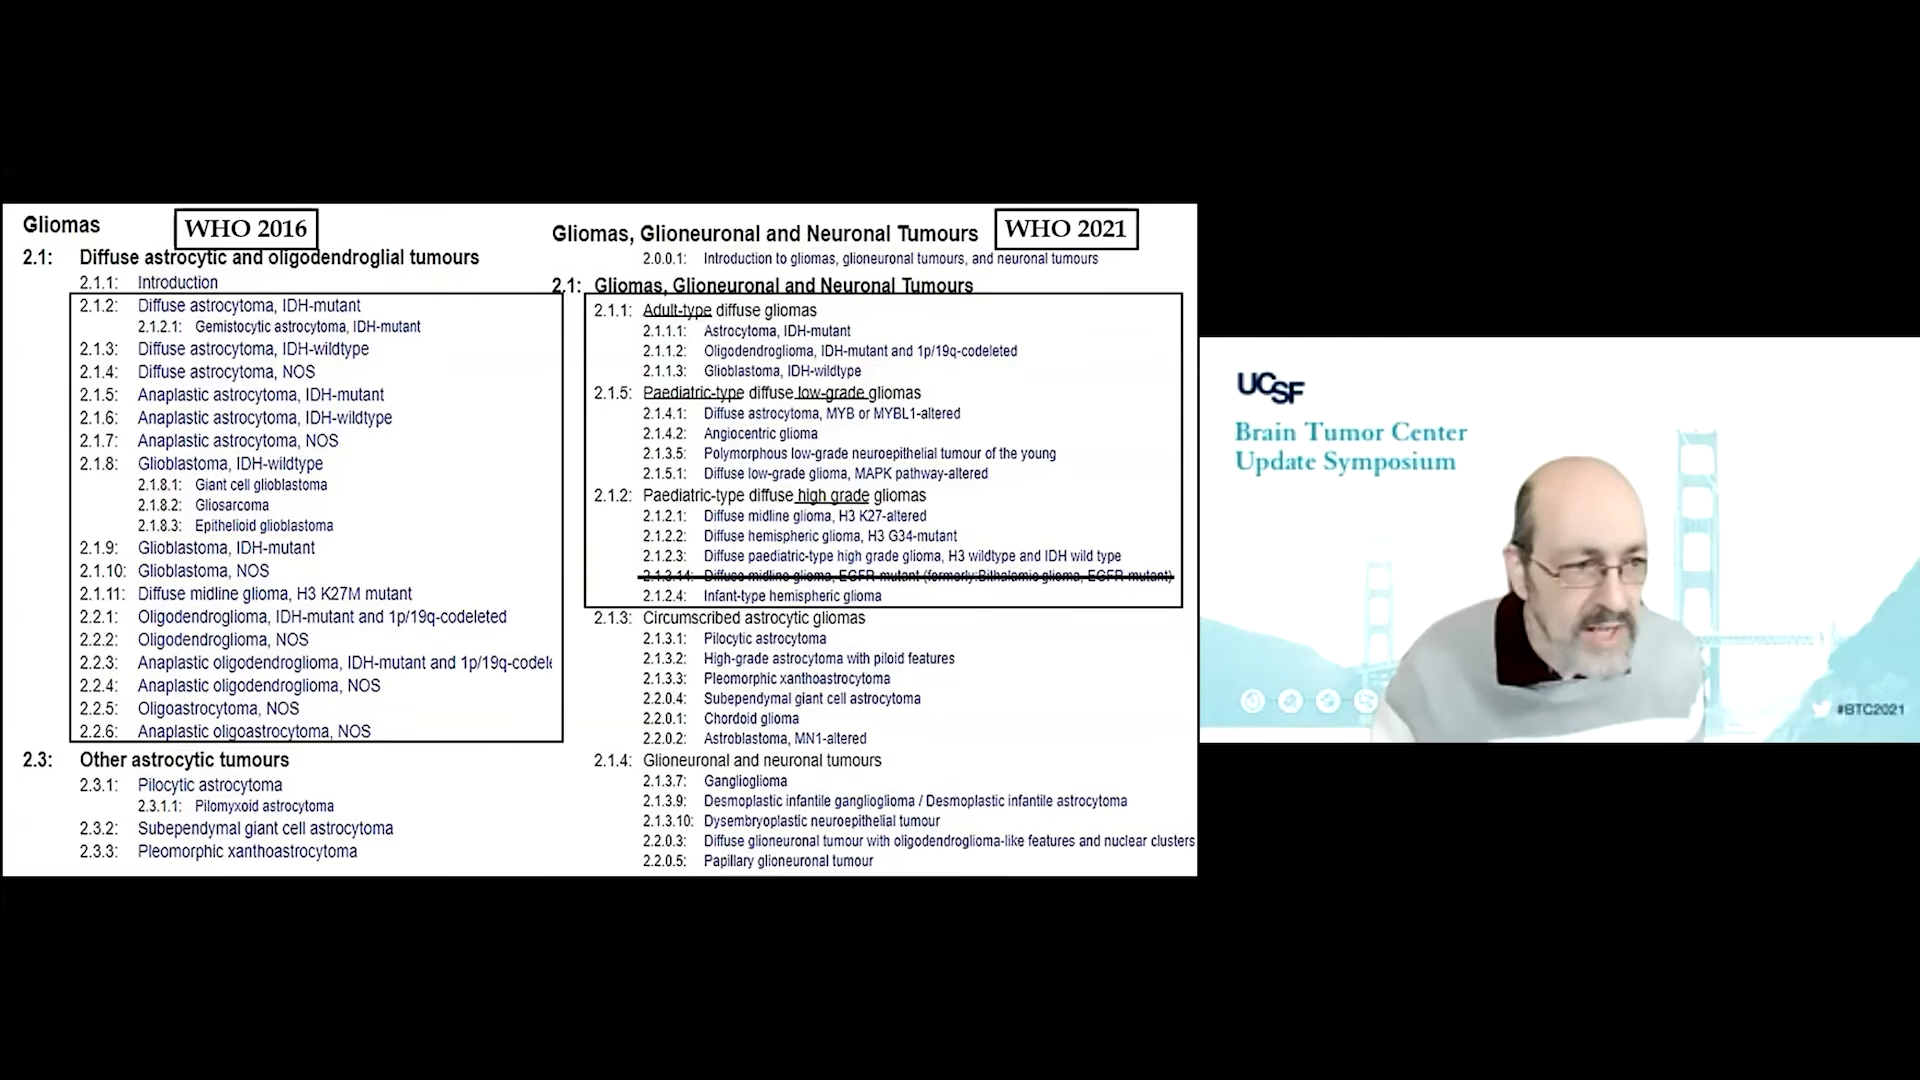 Gliomas
WHO 2016
2.1: Diffuse astrocytic and oligodendroglial tumours
2.1.1: Introduction
2.1.2: Diffuse astrocytoma, IDH-mutant
2.1.2.1: Gemistocytic astrocytoma, IDH-mutant
2.1.3: Diffuse astrocytoma, IDH-wildtype
2.1.4: Diffuse astrocytoma, NOS
2.1.5: Anaplastic astrocytoma, IDH-mutant
2.1.6: Anaplastic astrocytoma, IDH-wildtype
2.1.7: Anaplastic astrocytoma, NOS
2.1.8: Glioblastoma, IDH-wildtype
2.1.8.1: Giant cell glioblastoma
2.1.8.2: Gliosarcoma
2.1.8.3: Epithelioid glioblastoma
2.1.9: Glioblastoma, IDH-mutant
2.1.10: Glioblastoma, NOS
2.1.11: Diffuse midline glioma, H3 K27M mutant
2.2.1: Oligodendroglioma, IDH-mutant and 1p/19q-codeleted
2.2.2: Oligodendroglioma, NOS
2.2.3: Anaplastic oligodendroglioma, IDH-mutant and 1p/19q-codele
2.2.4: Anaplastic oligodendroglioma, NOS
2.2.5: Oligoastrocytoma, NOS
2.2.6: Anaplastic oligoastrocytoma, NOS
2.3: Other astrocytic tumours
2.3.1: Pilocytic astrocytoma
2.3.1.1: Pilomyxoid astrocytoma
2.3.2: Subependymal giant cell astrocytoma
2.3.3: Pleomorphic xanthoastrocytoma
Gliomas, Glioneuronal and Neuronal Tumours
WHO 2021
2.0.0.1: Introduction to gliomas, glioneuronal tumours, and neuronal tumours
2.1: Gliomas, Glioneuronal and Neuronal Tumours
2.1.1: Adult-type diffuse gliomas
2.1.1.1: Astrocytoma, IDH-mutant
2.1.1.2: Oligodendroglioma, IDH-mutant and 1p/19q-codeleted
2.1.1.3: Glioblastoma, IDH-wildtype
2.1.5: Paediatric-type diffuse low-grade gliomas
2.1.4.1: Diffuse astrocytoma, MYB or MYBL1-altered
2.1.4.2: Angiocentric glioma
2.1.3.5: Polymorphous low-grade neuroepithelial tumour of the young
2.1.5.1: Diffuse low-grade glioma, MAPK pathway-altered
2.1.2: Paediatric-type diffuse high grade gliomas
2.1.2.1: Diffuse midline glioma, H3 K27-altered
2.1.2.2: Diffuse hemispheric glioma, H3 G34-mutant
2.1.2.3: Diffuse paediatric-type high grade glioma, H3 wildtype and IDH wild type
2.1.3.14: Diffuse midline glioma, EGFR mutant (formerly:Bithalamic glioma, EGFR mutant)
2.1.2.4: Infant-type hemispheric glioma
2.1.3: Circumscribed astrocytic gliomas
2.1.3.1: Pilocytic astrocytoma
2.1.3.2: High-grade astrocytoma with piloid features
2.1.3.3: Pleomorphic xanthoastrocytoma
2.2.0.4: Subependymal giant cell astrocytoma
2.2.0.1: Chordoid glioma
2.2.0.2: Astroblastoma, MN1-altered
2.1.4: Glioneuronal and neuronal tumours
2.1.3.7: Ganglioglioma
2.1.3.9: Desmoplastic infantile ganglioglioma / Desmoplastic infantile astrocytoma
2.1.3.10: Dysembryoplastic neuroepithelial tumour
2.2.0.3: Diffuse glioneuronal tumour with oligodendroglioma-like features and nuclear clusters
2.2.0.5: Papillary glioneuronal tumour
UCSF
Brain Tumor Center
Update Symposium
#BTC2021